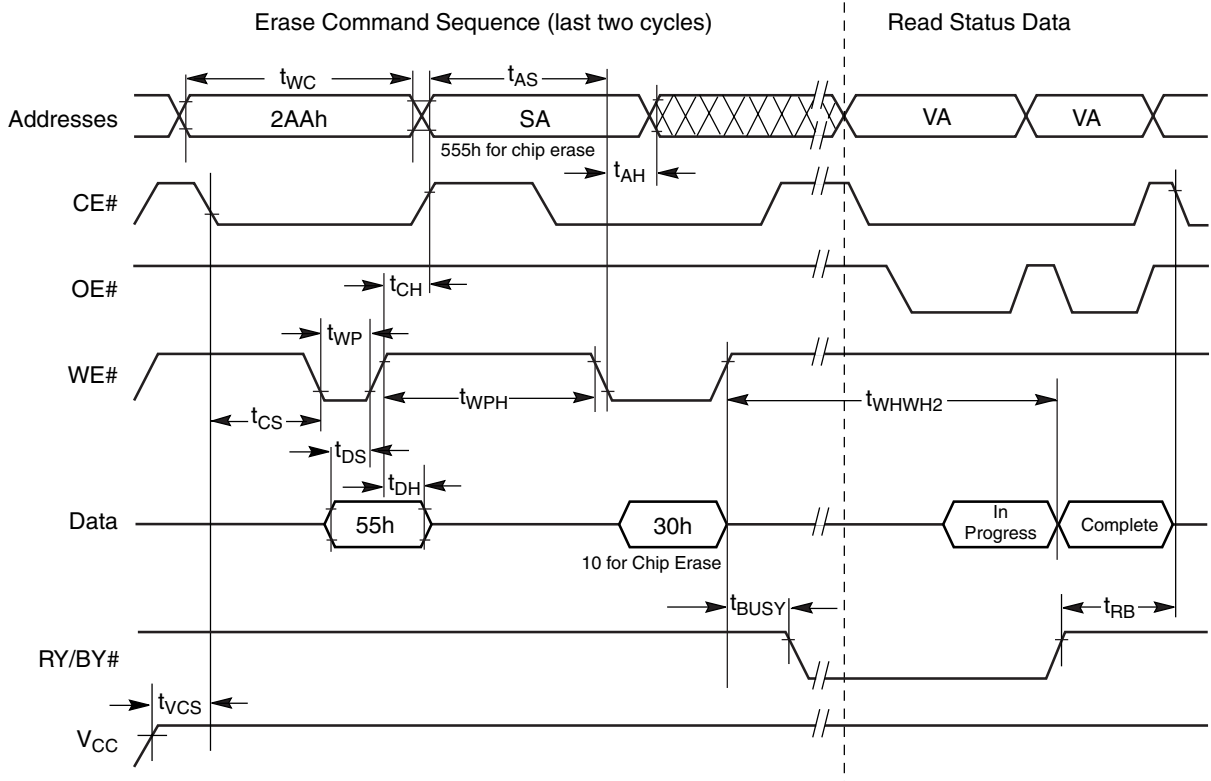 Erase Command Sequence (last two cycles)
Read Status Data
tWC
tAS
Addresses
2AAh
SA
VA
VA
555h for chip erase
tAH
CE#
OE#
tCH
tWP
WE#
tWPH
tWHWH2
tCS
tDS
tDH
Data
55h
30h
In
Progress
Complete
10 for Chip Erase
tBUSY
tRB
RY/BY#
tVCS
VCC